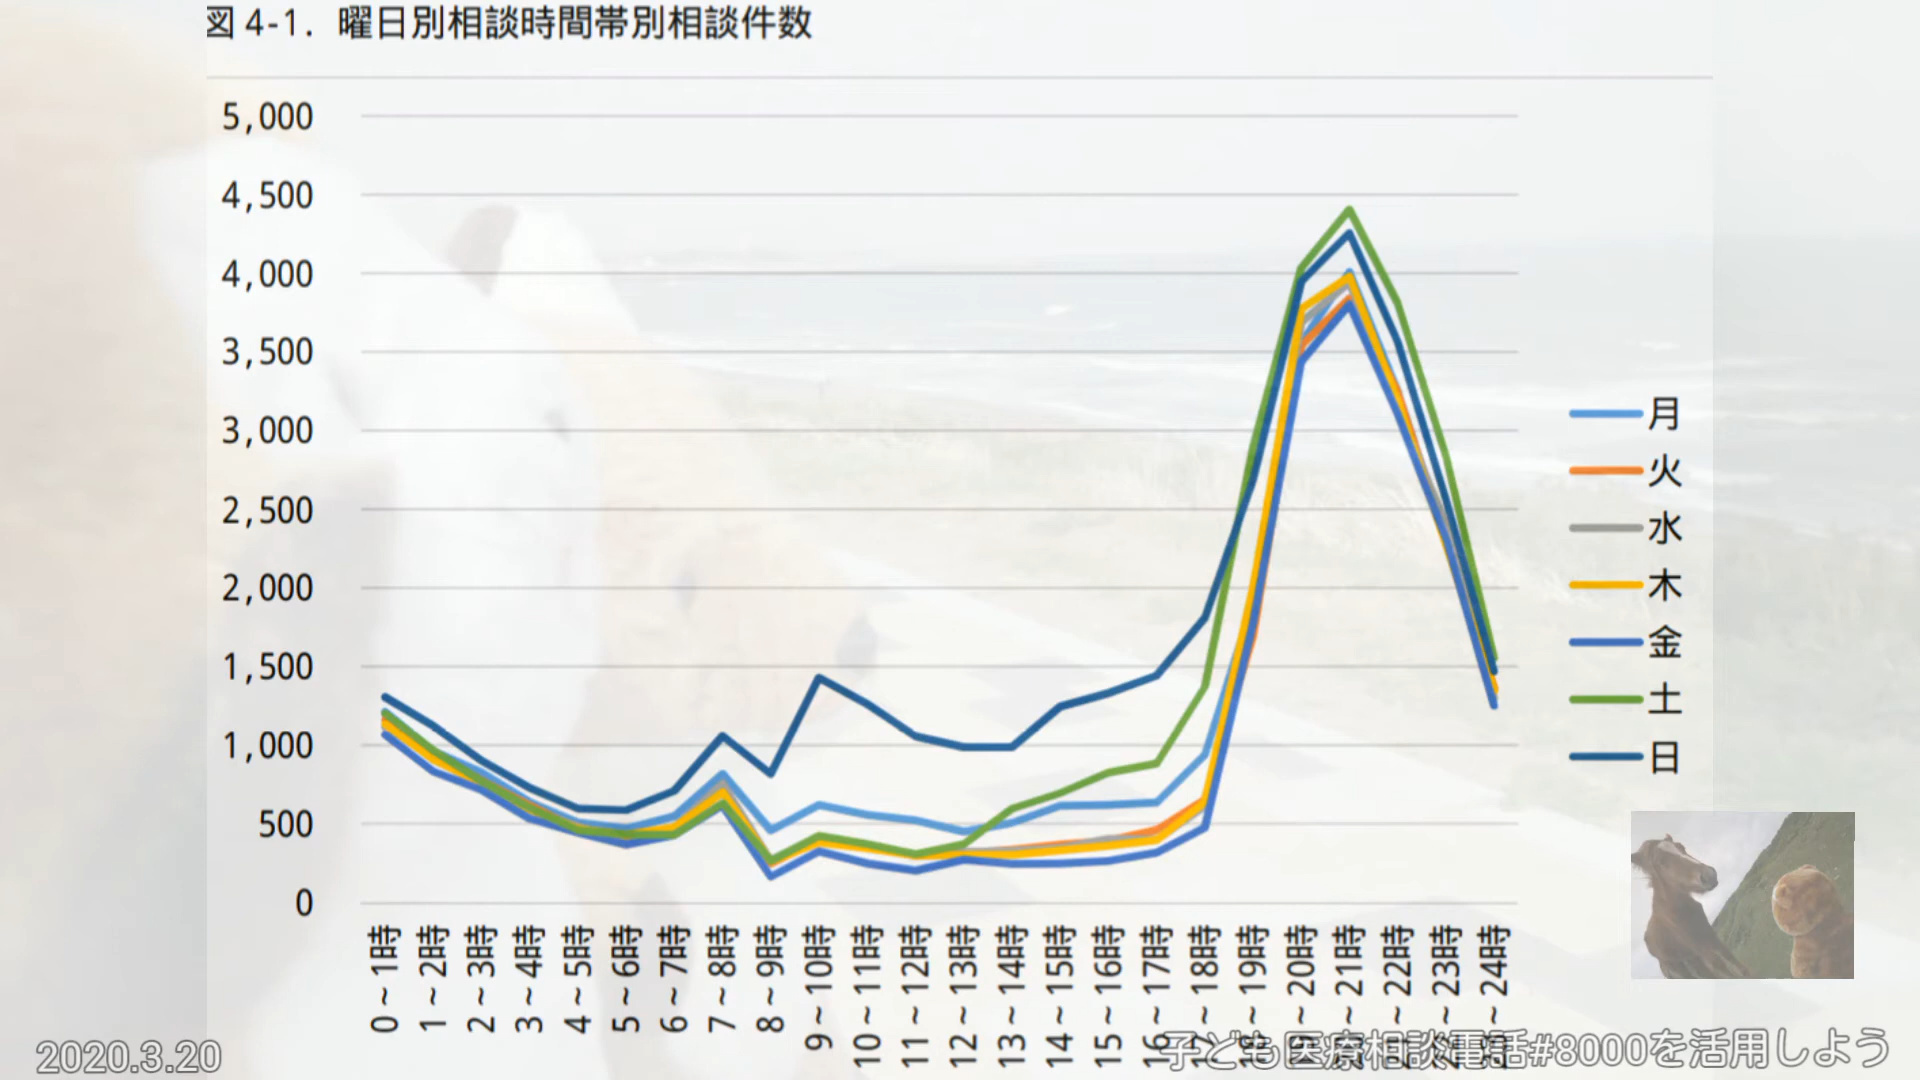 図 4-1. 曜日別相談時間帯別相談件数
5,000
4,500
4,000
3,500
3,000
2,500
2,000
1,500
1,000
500
0
月
火
水
木
金
土
日
0～1時
1～2時
2～3時
3～4時
4～5時
5～6時
6～7時
7～8時
8～9時
9～10時
10～11時
11～12時
12～13時
13～14時
14～15時
15～16時
16～17時
17～18時
18～19時
～20時
～21時
～22時
～23時
～24時
2020.3.20
子ども医療相談電話#8000を活用しよう